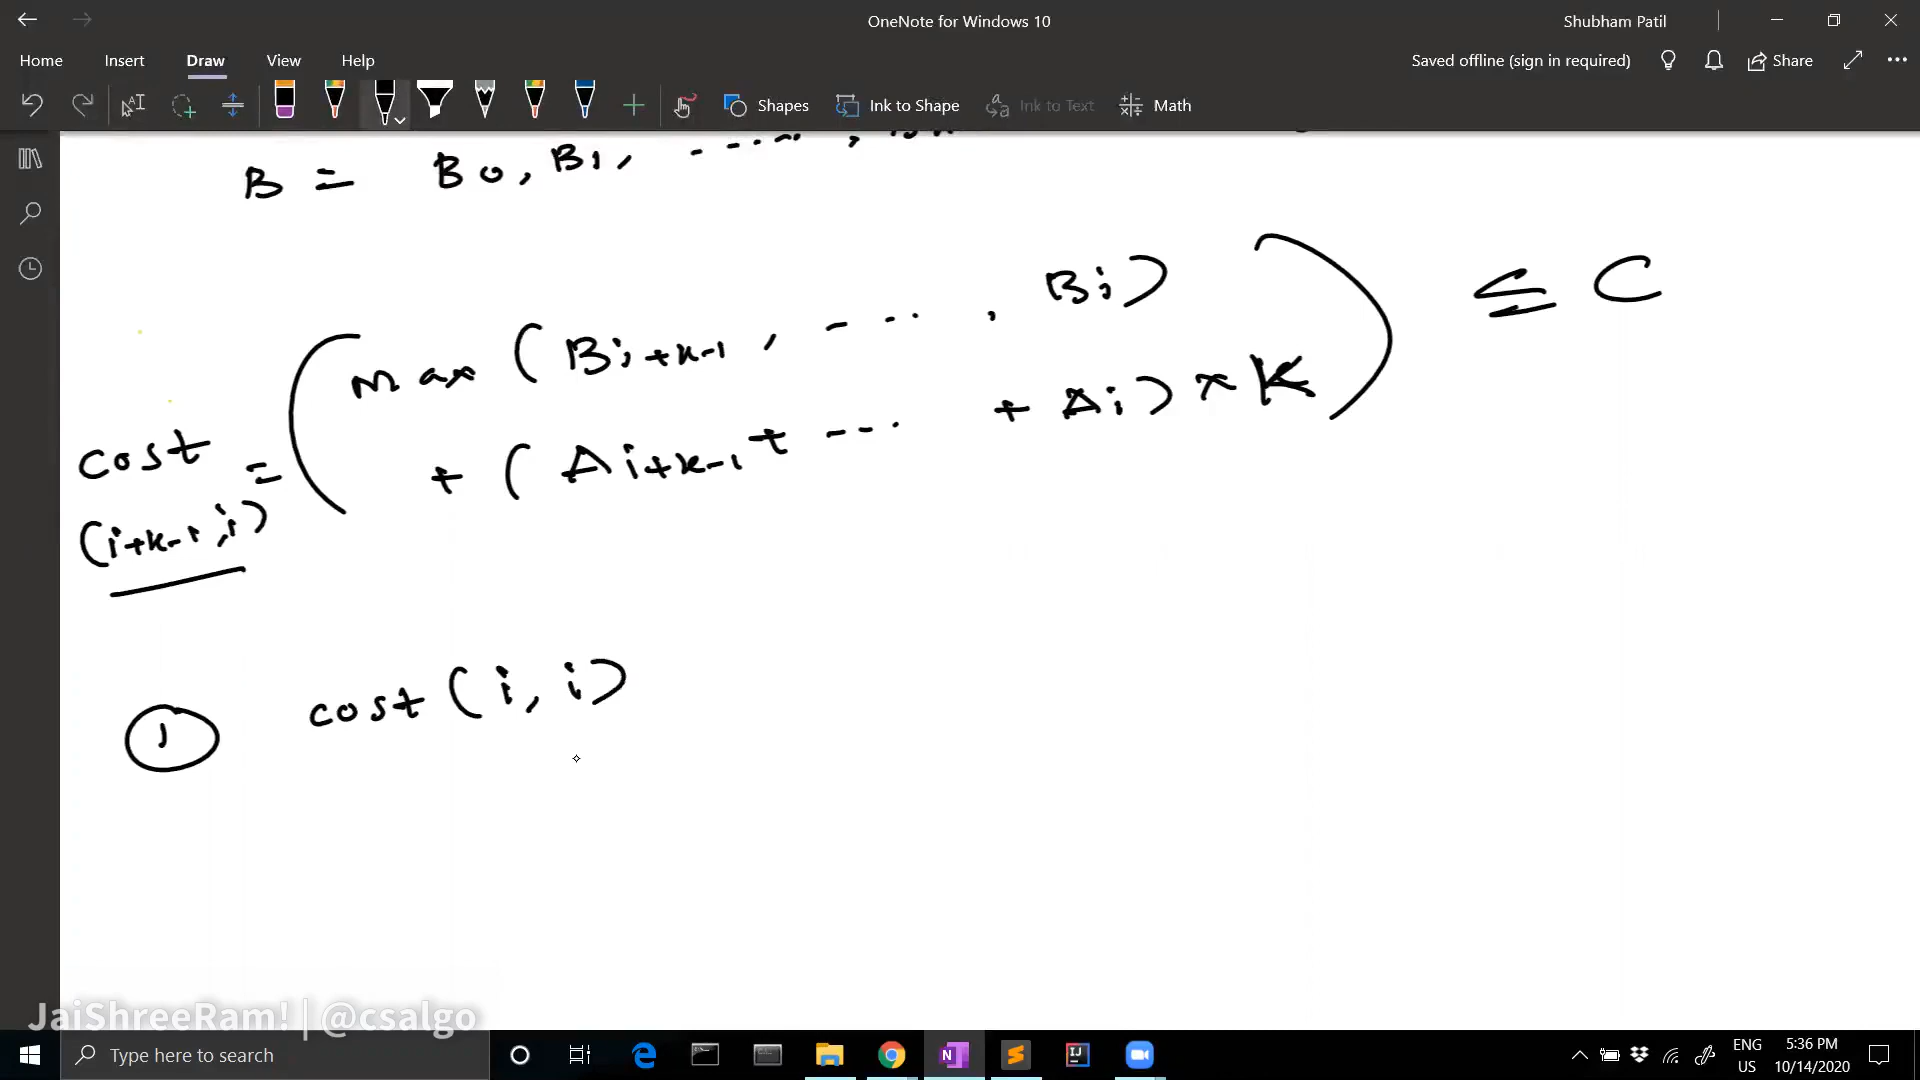 OneNote for Windows 10
Shubham Patil
Home Insert Draw View Help
Saved offline (sign in required)
Share
Shapes
Ink to Shape
Ink to Text
Math
B = B0, B1, ..... ,
cost (i+k-1, i) = ( max ( Bi+k-1, - ... , Bi )
+ ( Ai+k-1 + --- + Ai ) × K ) ≤ C
1 cost (i, i)
JaiShreeRam! | @csalgo
Type here to search
ENG
US
5:36 PM
10/14/2020